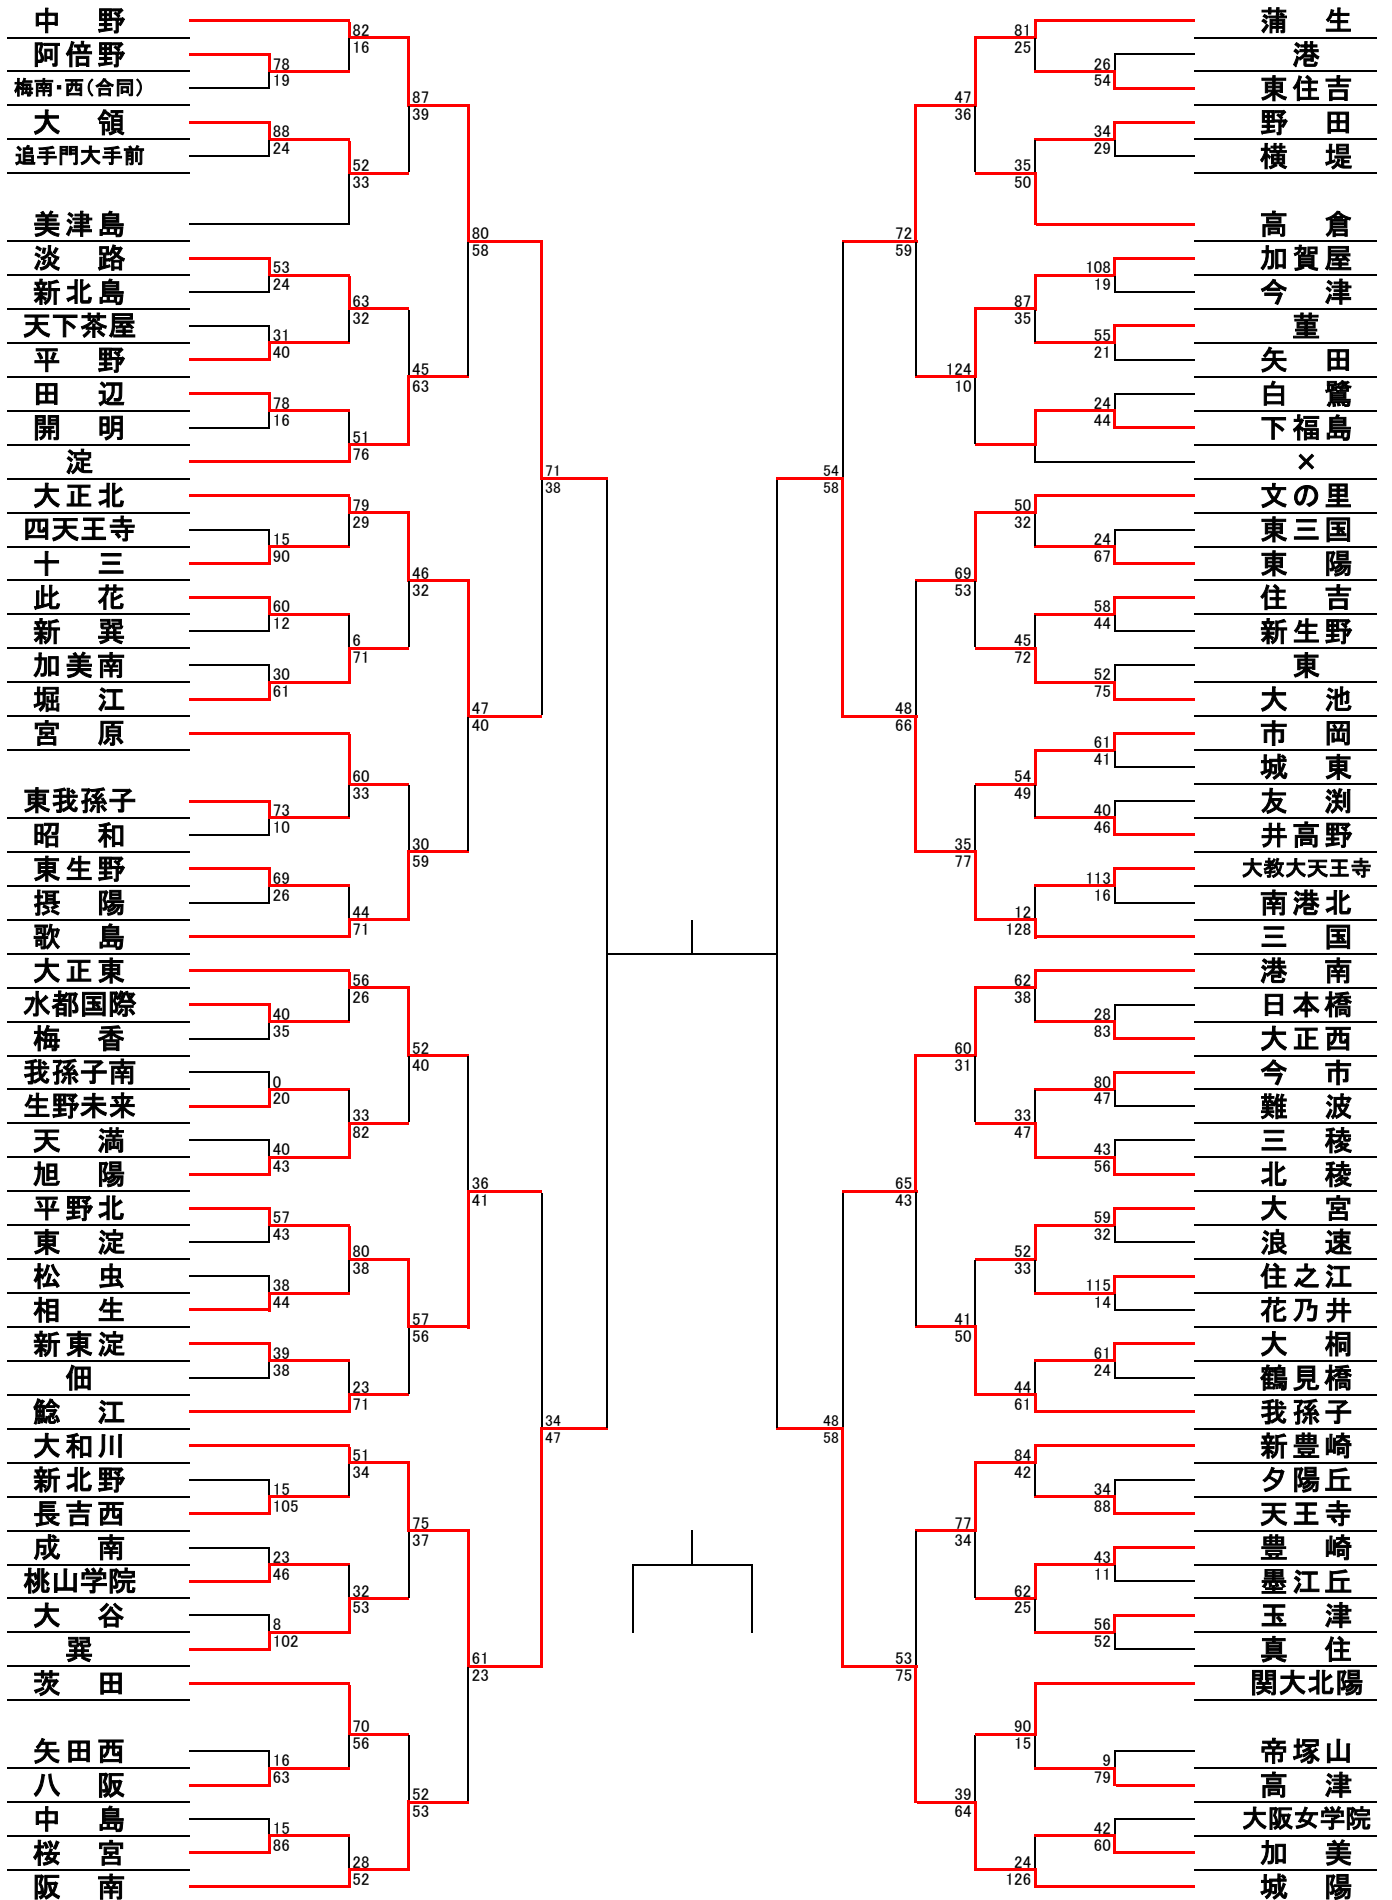 中野
阿倍野
梅南・西(合同)
大領
追手門大手前
美津島
淡路
新北島
天下茶屋
平野
田辺
開明
淀
大正北
四天王寺
十三
此花
新巽
加美南
堀江
宮原
東我孫子
昭和
東生野
摂陽
歌島
大正東
水都国際
梅香
我孫子南
生野未来
天満
旭陽
平野北
東淀
松虫
相生
新東淀
佃
鯰江
大和川
新北野
長吉西
成南
桃山学院
大谷
巽
茨田
矢田西
八阪
中島
桜宮
阪南
78
19
88
24
53
24
31
40
78
16
15
90
60
12
30
61
73
10
69
26
40
35
0
20
40
43
57
43
38
44
39
38
15
105
23
46
8
102
16
63
15
86
82
16
52
33
63
32
51
76
79
29
6
71
60
33
44
71
56
26
33
82
80
38
23
71
51
34
32
53
70
56
28
52
87
39
45
63
46
32
30
59
52
40
57
56
75
37
52
53
80
58
47
40
36
41
61
23
71
38
34
47
54
58
48
58
72
59
48
66
65
43
53
75
47
36
124
10
69
53
35
77
60
31
41
50
77
34
39
64
81
25
35
50
87
35
50
32
45
72
54
49
12
128
62
38
33
47
52
33
44
61
84
42
62
25
90
15
24
126
26
54
34
29
108
19
55
21
24
44
24
67
58
44
52
75
61
41
40
46
113
16
28
83
80
47
43
56
59
32
115
14
61
24
34
88
43
11
56
52
9
79
42
60
蒲生
港
東住吉
野田
横堤
高倉
加賀屋
今津
菫
矢田
白鷺
下福島
×
文の里
東三国
東陽
住吉
新生野
東
大池
市岡
城東
友渕
井高野
大教大天王寺
南港北
三国
港南
日本橋
大正西
今市
難波
三稜
北稜
大宮
浪速
住之江
花乃井
大桐
鶴見橋
我孫子
新豊崎
夕陽丘
天王寺
豊崎
墨江丘
玉津
真住
関大北陽
帝塚山
高津
大阪女学院
加美
城陽